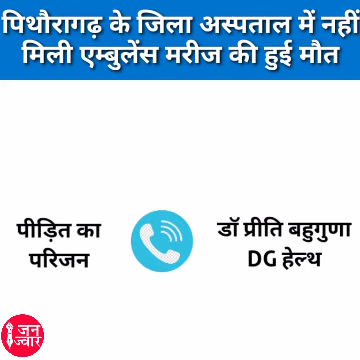 पिथौरागढ़ के जिला अस्पताल में नहीं
मिली एम्बुलेंस मरीज की हुई मौत
पीड़ित का
परिजन
डॉ प्रीति बहुगुणा
DG हेल्थ
जन
ज्वार